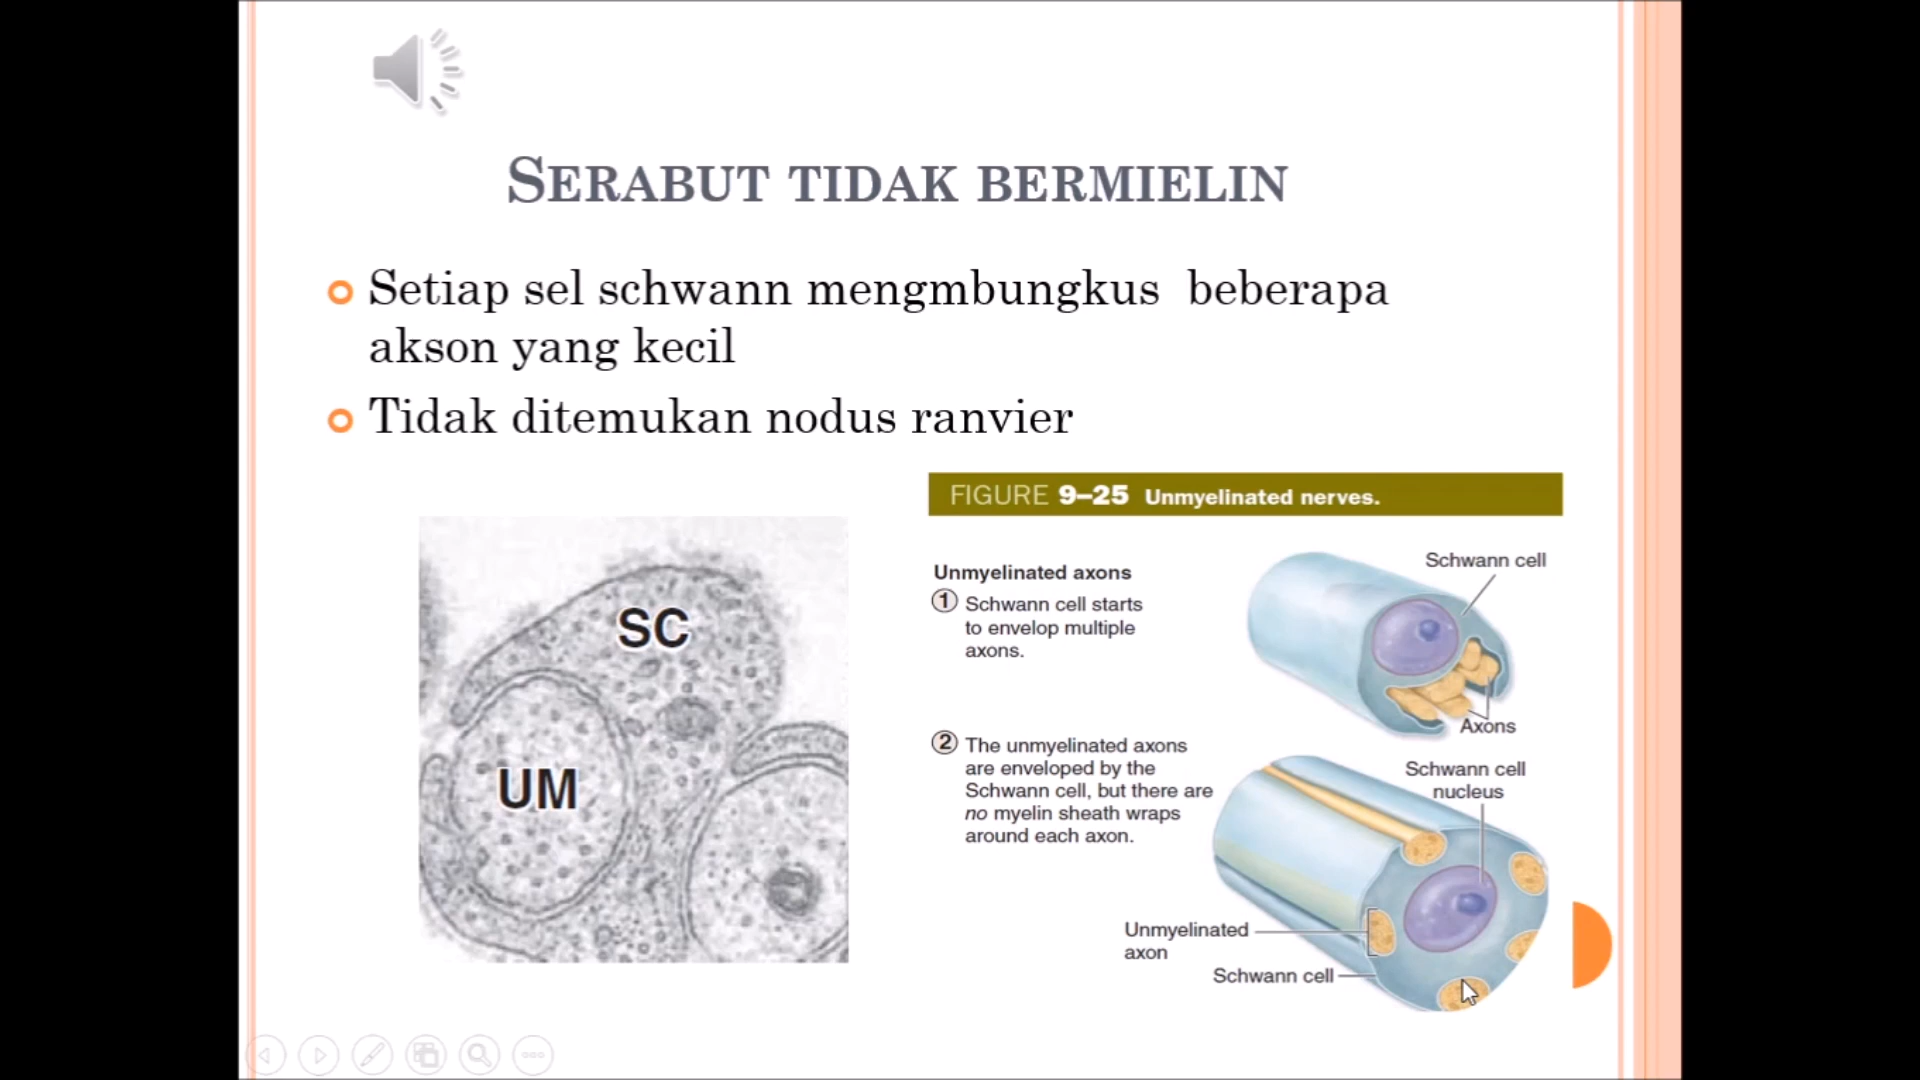 SERABUT TIDAK BERMIELIN
Setiap sel schwann mengmbungkus beberapa
akson yang kecil
Tidak ditemukan nodus ranvier
SC
UM
FIGURE 9–25 Unmyelinated nerves.
Unmyelinated axons
1 Schwann cell starts
to envelop multiple
axons.
Schwann cell
Axons
2 The unmyelinated axons
are enveloped by the
Schwann cell, but there are
no myelin sheath wraps
around each axon.
Schwann cell
nucleus
Unmyelinated
axon
Schwann cell